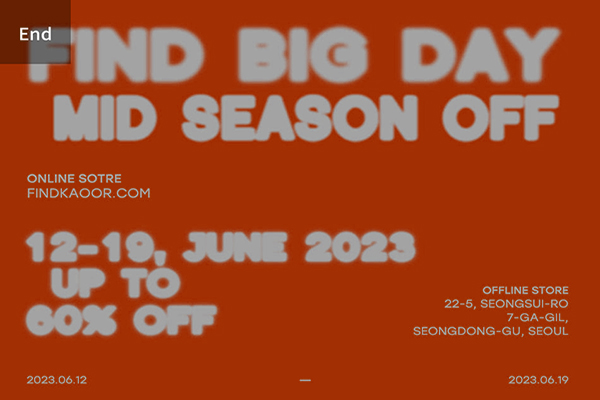 End
FIND BIG DAY
MID SEASON OFF
ONLINE SOTRE
FINDKAOOR.COM
12-19, JUNE 2023
UP TO
60% OFF
OFFLINE STORE
22-5, SEONGSUI-RO
7-GA-GIL,
SEONGDONG-GU, SEOUL
2023.06.12 — 2023.06.19